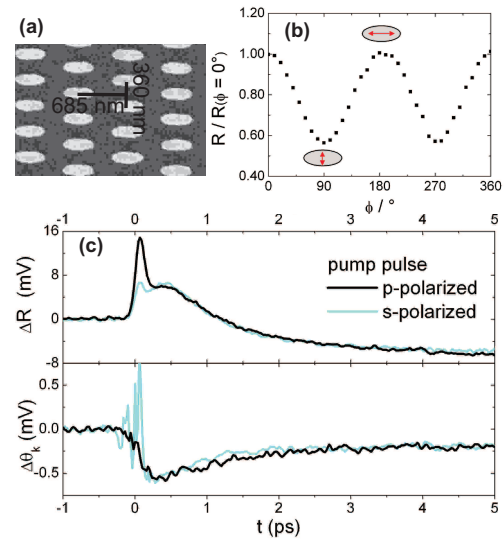 (a)
685 nm
360 nm
(b)
R / R(ϕ = 0°)
1.00
0.80
0.60
0.40
0 90 180 270 360
ϕ / °
-1 0 1 2 3 4 5
(c)
ΔR (mV)
16
8
0
-8
pump pulse
p-polarized
s-polarized
Δθk (mV)
0.5
0.0
-0.5
-1 0 1 2 3 4 5
t (ps)